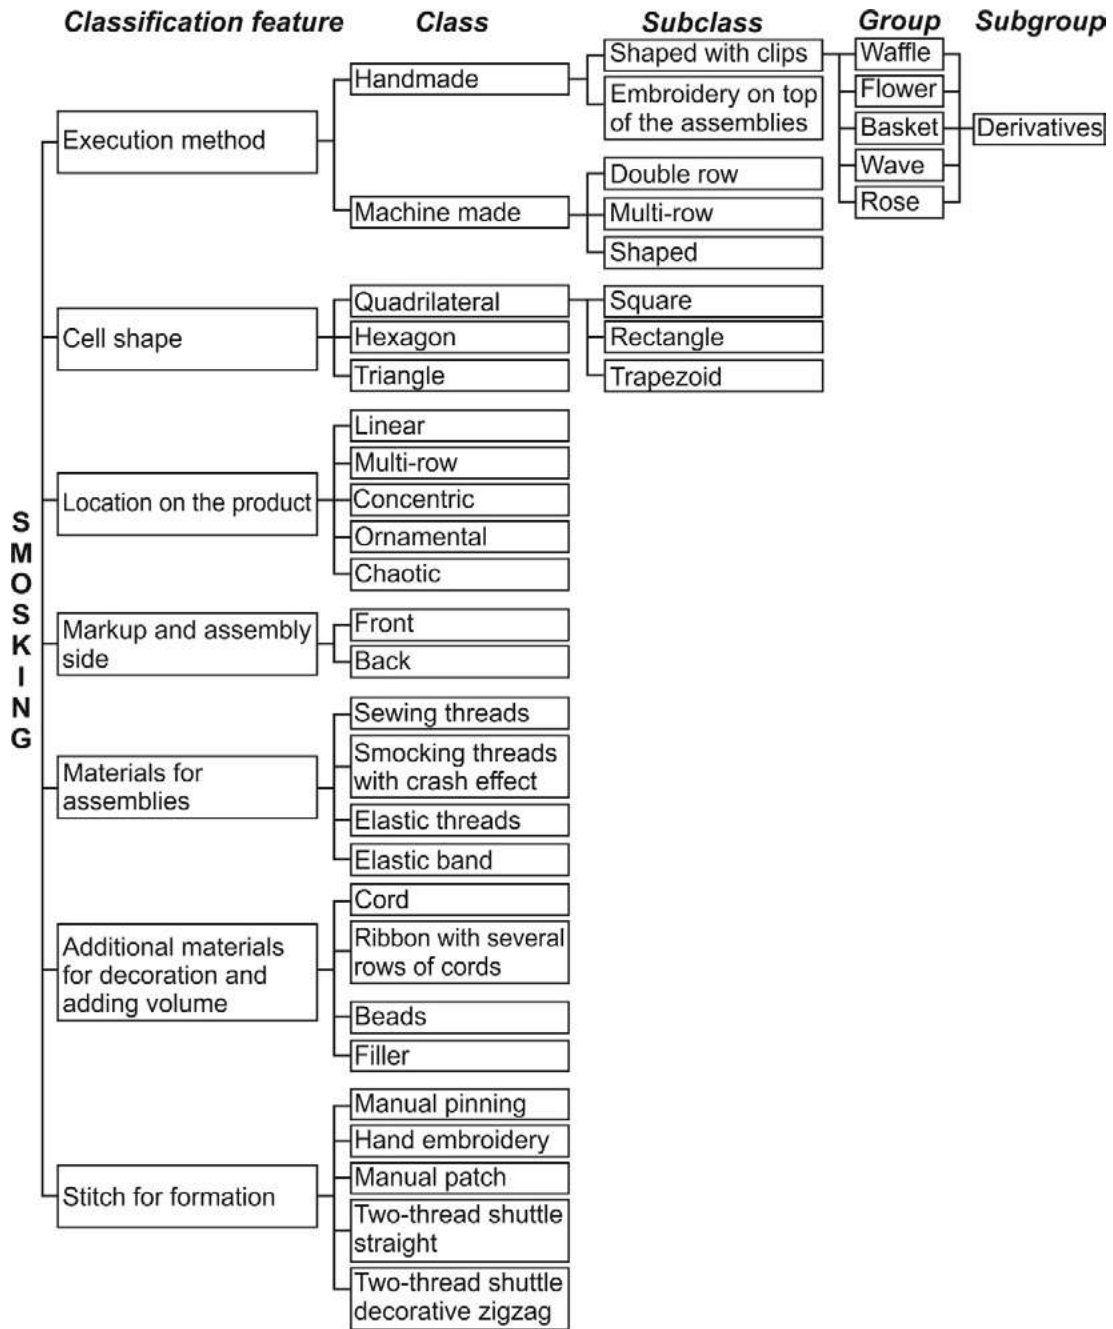 Classification feature Class Subclass Group Subgroup
SMOSKING
Execution method
Handmade
Shaped with clips
Waffle
Flower
Basket
Wave
Rose
Derivatives
Embroidery on top
of the assemblies
Machine made
Double row
Multi-row
Shaped
Cell shape
Quadrilateral
Square
Rectangle
Trapezoid
Hexagon
Triangle
Location on the product
Linear
Multi-row
Concentric
Ornamental
Chaotic
Markup and assembly
side
Front
Back
Materials for
assemblies
Sewing threads
Smocking threads
with crash effect
Elastic threads
Elastic band
Additional materials
for decoration and
adding volume
Cord
Ribbon with several
rows of cords
Beads
Filler
Stitch for formation
Manual pinning
Hand embroidery
Manual patch
Two-thread shuttle
straight
Two-thread shuttle
decorative zigzag